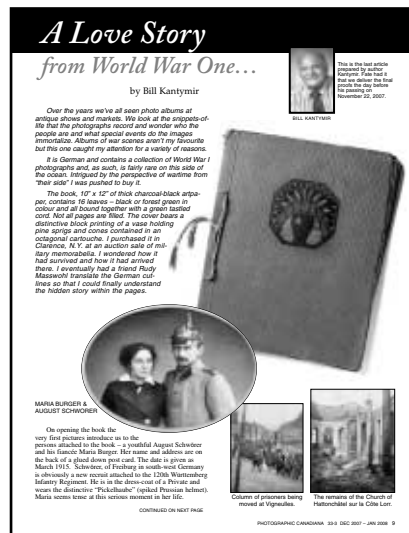 A Love Story
from World War One…
by Bill Kantymir
This is the last article
prepared by author
Kantymir. Fate had it
that we deliver the final
proofs the day before
his passing on
November 22, 2007.
BILL KANTYMIR
Over the years we've all seen photo albums at
antique shows and markets. We look at the snippets-of-
life that the photographs record and wonder who the
people are and what special events do the images
immortalize. Albums of war scenes aren't my favourite
but this one caught my attention for a variety of reasons.
It is German and contains a collection of World War I
photographs and, as such, is fairly rare on this side of
the ocean. Intrigued by the perspective of wartime from
"their side" I was pushed to buy it.
The book, 10" x 12" of thick charcoal-black artpa-
per, contains 16 leaves – black or forest green in
colour and all bound together with a green tastled
cord. Not all pages are filled. The cover bears a
distinctive block printing of a vase holding
pine sprigs and cones contained in an
octagonal cartouche. I purchased it in
Clarence, N.Y. at an auction sale of mil-
itary memorabelia. I wondered how it
had survived and how it had arrived
there. I eventually had a friend Rudy
Masswohl translate the German cut-
lines so that I could finally understand
the hidden story within the pages.
MARIA BURGER &
AUGUST SCHWORER
On opening the book the
very first pictures introduce us to the
persons attached to the book – a youthful August Schwörer
and his fiancée Maria Burger. Her name and address are on
the back of a glued down post card. The date is given as
March 1915. Schwörer, of Freiburg in south-west Germany
is obviously a new recruit attached to the 120th Wurttemberg
Infantry Regiment. He is in the dress-coat of a Private and
wears the distinctive "Pickelhaube" (spiked Prussian helmet).
Maria seems tense at this serious moment in her life.
CONTINUED ON NEXT PAGE
Column of prisoners being
moved at Vigneulles.
The remains of the Church of
Hattonchâtel sur la Côte Lorr.
PHOTOGRAPHIC CANADIANA 33-3 DEC 2007 – JAN 2008 9